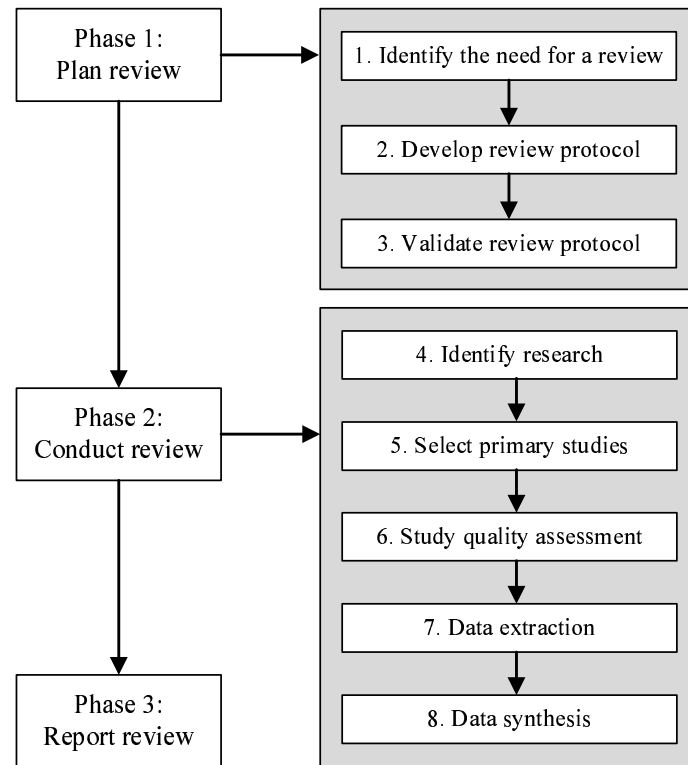 Phase 1:
Plan review
1. Identify the need for a review
2. Develop review protocol
3. Validate review protocol
Phase 2:
Conduct review
4. Identify research
5. Select primary studies
6. Study quality assessment
7. Data extraction
8. Data synthesis
Phase 3:
Report review